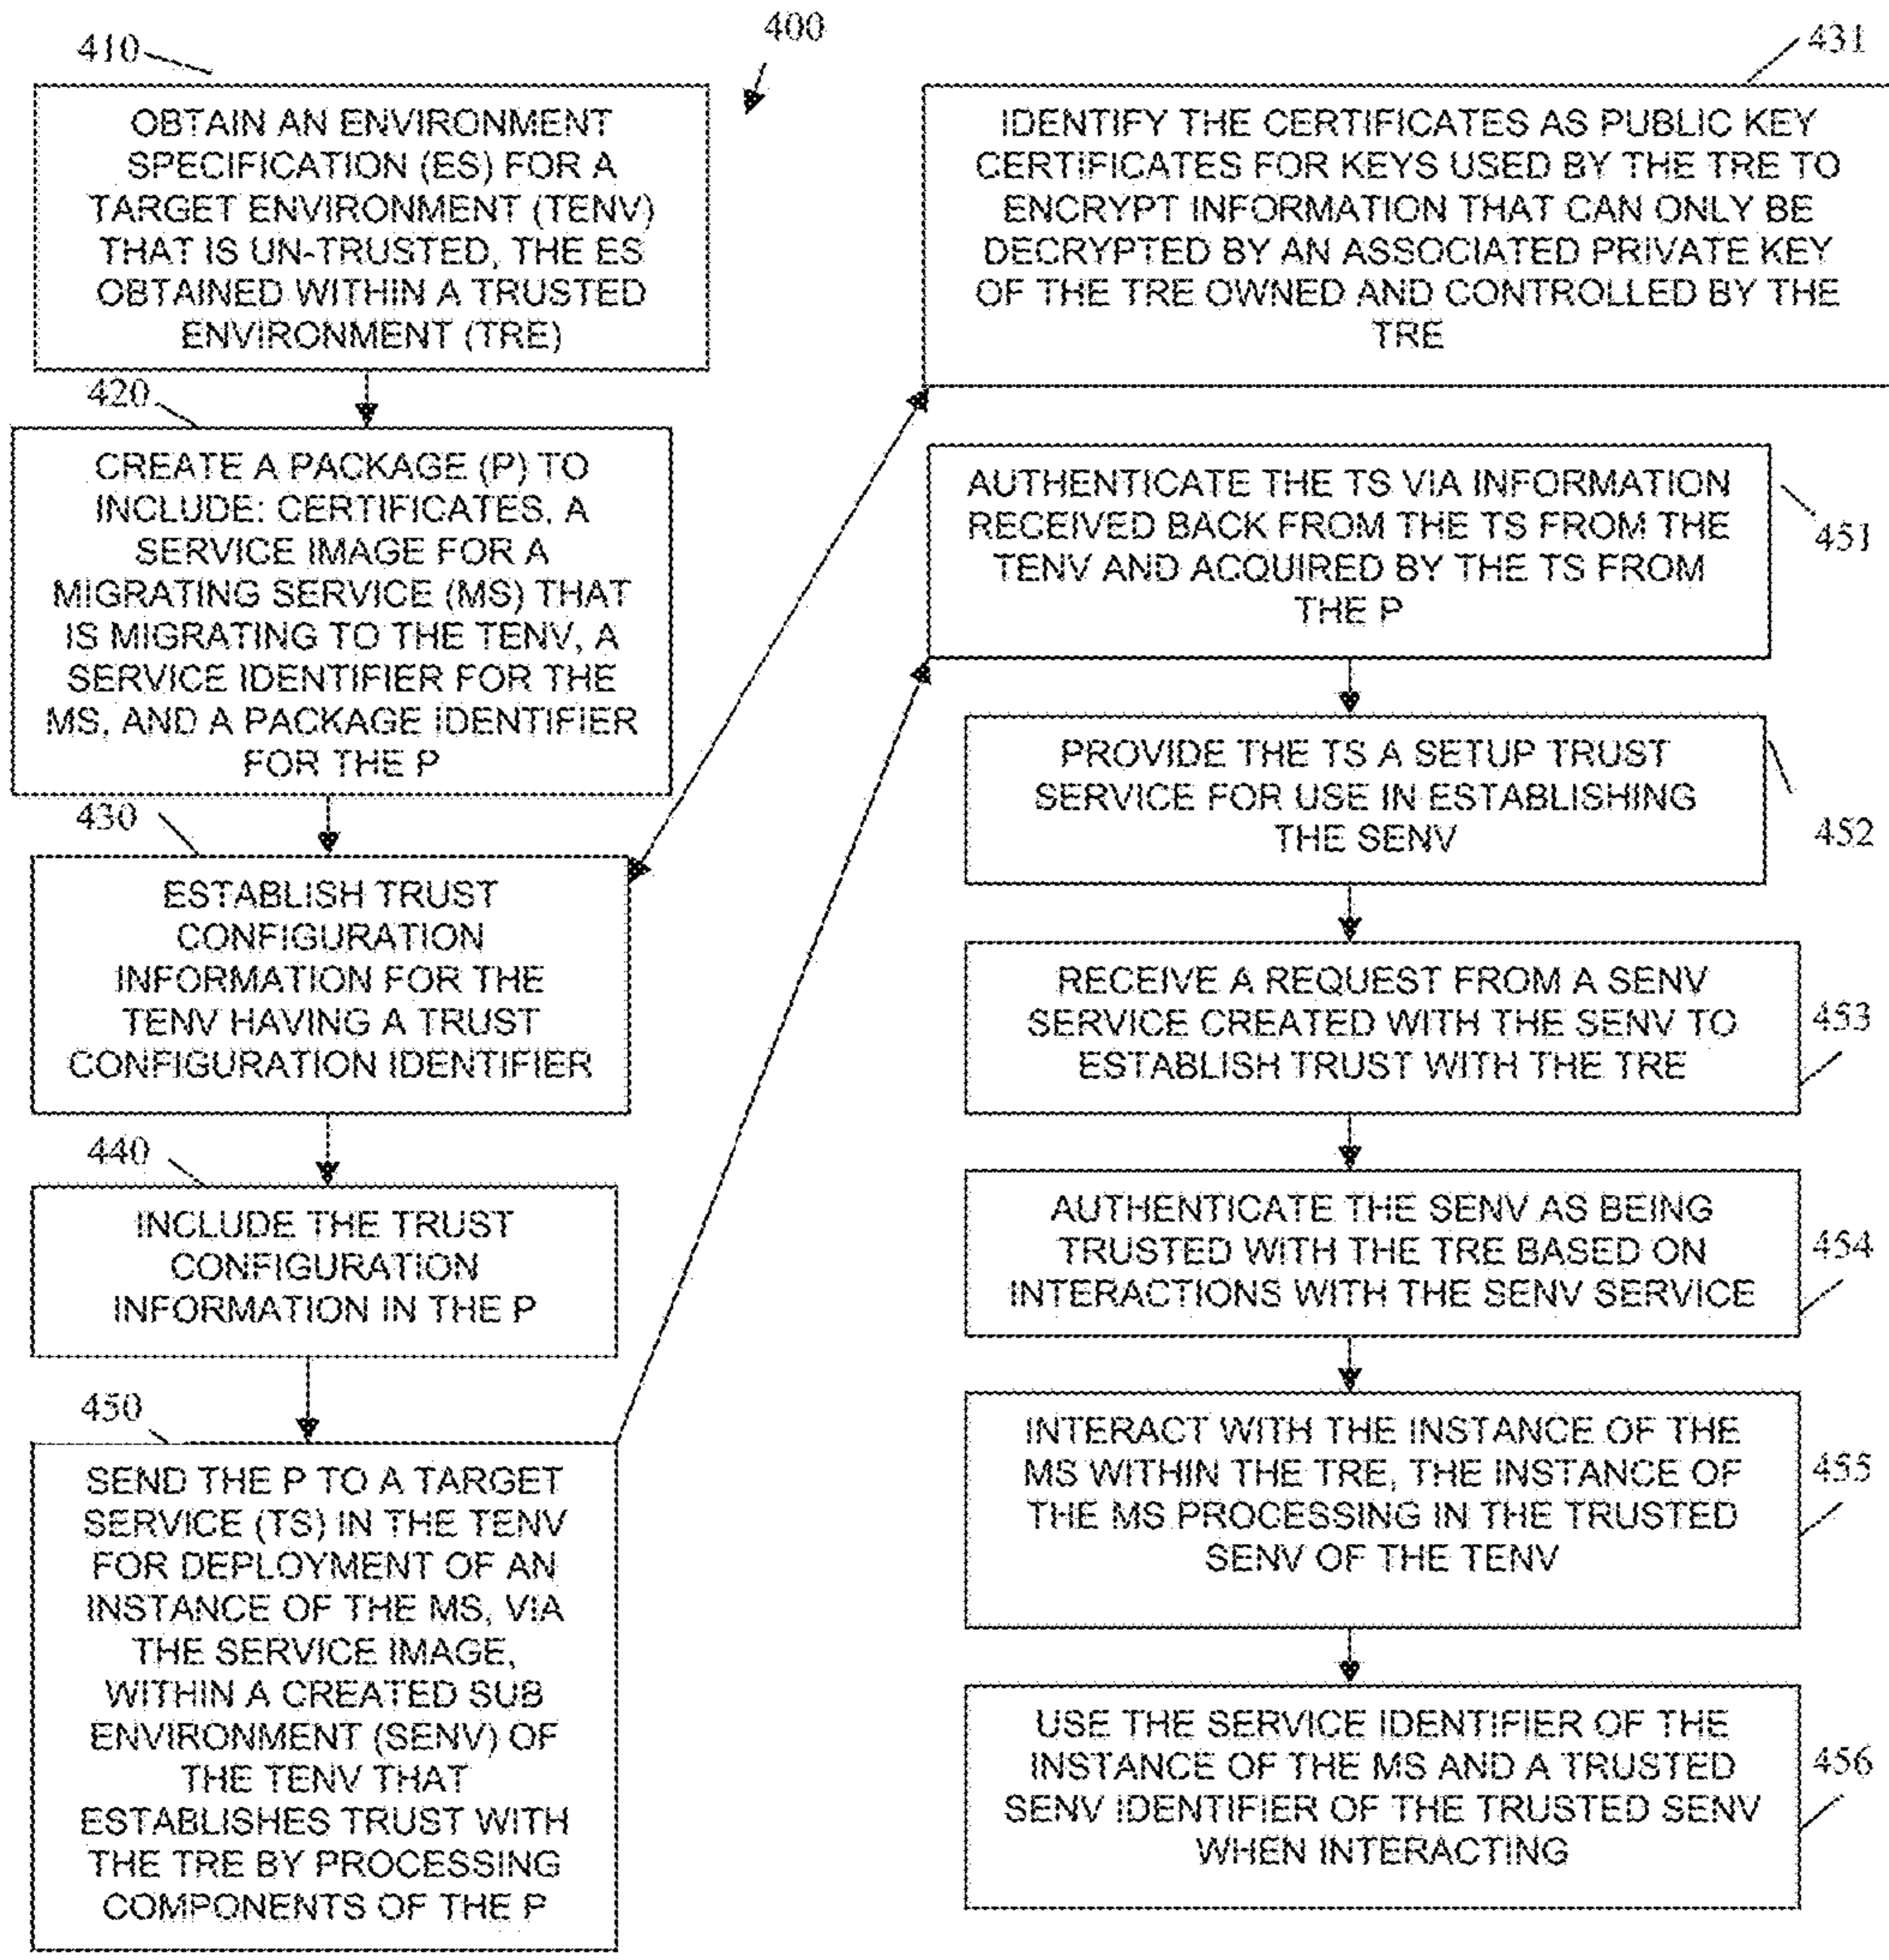 400
410
OBTAIN AN ENVIRONMENT
SPECIFICATION (ES) FOR A
TARGET ENVIRONMENT (TENV)
THAT IS UN-TRUSTED, THE ES
OBTAINED WITHIN A TRUSTED
ENVIRONMENT (TRE)
420
CREATE A PACKAGE (P) TO
INCLUDE: CERTIFICATES, A
SERVICE IMAGE FOR A
MIGRATING SERVICE (MS) THAT
IS MIGRATING TO THE TENV, A
SERVICE IDENTIFIER FOR THE
MS, AND A PACKAGE IDENTIFIER
FOR THE P
430
ESTABLISH TRUST
CONFIGURATION
INFORMATION FOR THE
TENV HAVING A TRUST
CONFIGURATION IDENTIFIER
440
INCLUDE THE TRUST
CONFIGURATION
INFORMATION IN THE P
450
SEND THE P TO A TARGET
SERVICE (TS) IN THE TENV
FOR DEPLOYMENT OF AN
INSTANCE OF THE MS, VIA
THE SERVICE IMAGE,
WITHIN A CREATED SUB
ENVIRONMENT (SENV) OF
THE TENV THAT
ESTABLISHES TRUST WITH
THE TRE BY PROCESSING
COMPONENTS OF THE P
431
IDENTIFY THE CERTIFICATES AS PUBLIC KEY
CERTIFICATES FOR KEYS USED BY THE TRE TO
ENCRYPT INFORMATION THAT CAN ONLY BE
DECRYPTED BY AN ASSOCIATED PRIVATE KEY
OF THE TRE OWNED AND CONTROLLED BY THE
TRE
AUTHENTICATE THE TS VIA INFORMATION
RECEIVED BACK FROM THE TS FROM THE
TENV AND ACQUIRED BY THE TS FROM
THE P
451
PROVIDE THE TS A SETUP TRUST
SERVICE FOR USE IN ESTABLISHING
THE SENV
452
RECEIVE A REQUEST FROM A SENV
SERVICE CREATED WITH THE SENV TO
ESTABLISH TRUST WITH THE TRE
453
AUTHENTICATE THE SENV AS BEING
TRUSTED WITH THE TRE BASED ON
INTERACTIONS WITH THE SENV SERVICE
454
INTERACT WITH THE INSTANCE OF THE
MS WITHIN THE TRE, THE INSTANCE OF
THE MS PROCESSING IN THE TRUSTED
SENV OF THE TENV
455
USE THE SERVICE IDENTIFIER OF THE
INSTANCE OF THE MS AND A TRUSTED
SENV IDENTIFIER OF THE TRUSTED SENV
WHEN INTERACTING
456